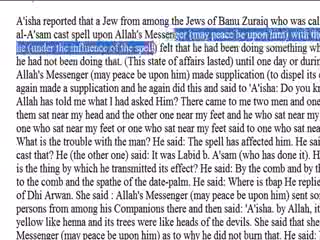 A'isha reported that a Jew from among the Jews of Banu Zuraiq who was cal
al-A'sam cast spell upon Allah's Messenger (may peace be upon him) with the
he (under the influence of the spell) felt that he had been doing something wh
he had not been doing that. (This state of affairs lasted) until one day or durin
Allah's Messenger (may peace be upon him) made supplication (to dispel its e
again made a supplication and he did this and said to 'A'isha: Do you kno
Allah has told me what I had asked Him? There came to me two men and one
them sat near my head and the other one near my feet and he who sat near my
one who sat near my feet or one who sat near my feet said to one who sat near
What is the trouble with the man? He said: The spell has affected him. He sa
cast that? He (the other one) said: It was Labid b. A'sam (who has done it). H
is the thing by which he transmitted its effect? He said: By the comb and by th
to the comb and the spathe of the date-palm. He said: Where is tbap He replie
of Dhi Arwan. She said : Allah's Messenger (may peace be upon him) sent som
persons from among his Companions there and then said: 'A'isha. by Allah, it
yellow like henna and its trees were like heads of the devils. She said that she
Messenger (may peace be upon him) as to why he did not burn that. He said: